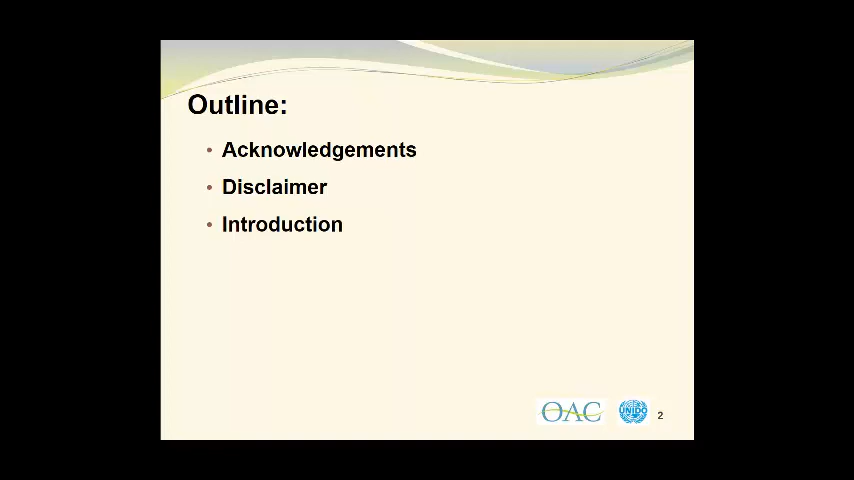 Outline:
• Acknowledgements
• Disclaimer
• Introduction
OAC
UNIDO
2